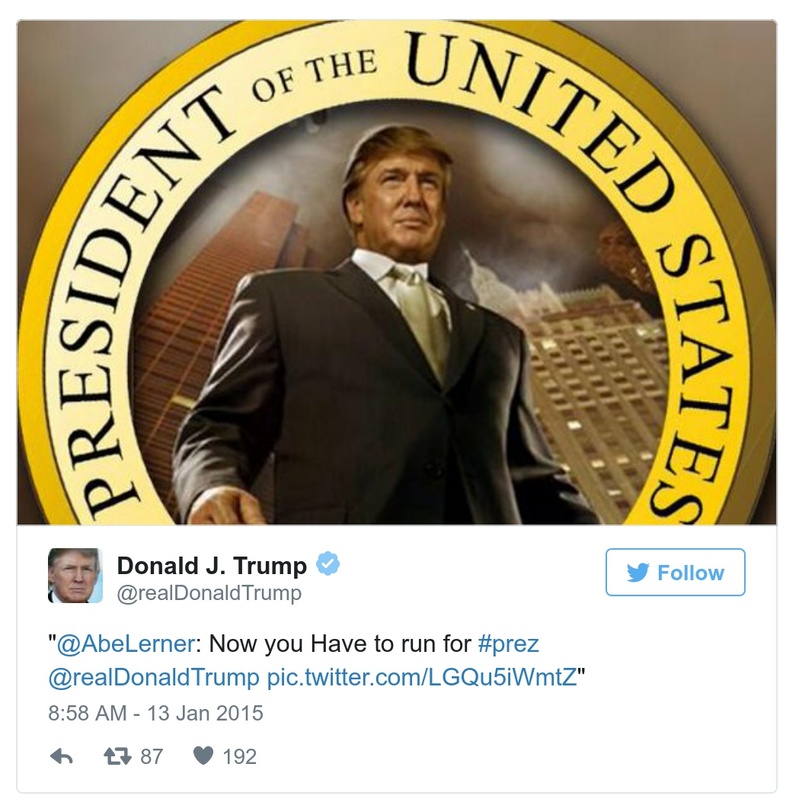 PRESIDENT OF THE UNITED STATES
Donald J. Trump
@realDonaldTrump
Follow
"@AbeLerner: Now you Have to run for #prez
@realDonaldTrump pic.twitter.com/LGQu5iWmtZ"
8:58 AM - 13 Jan 2015
87 192